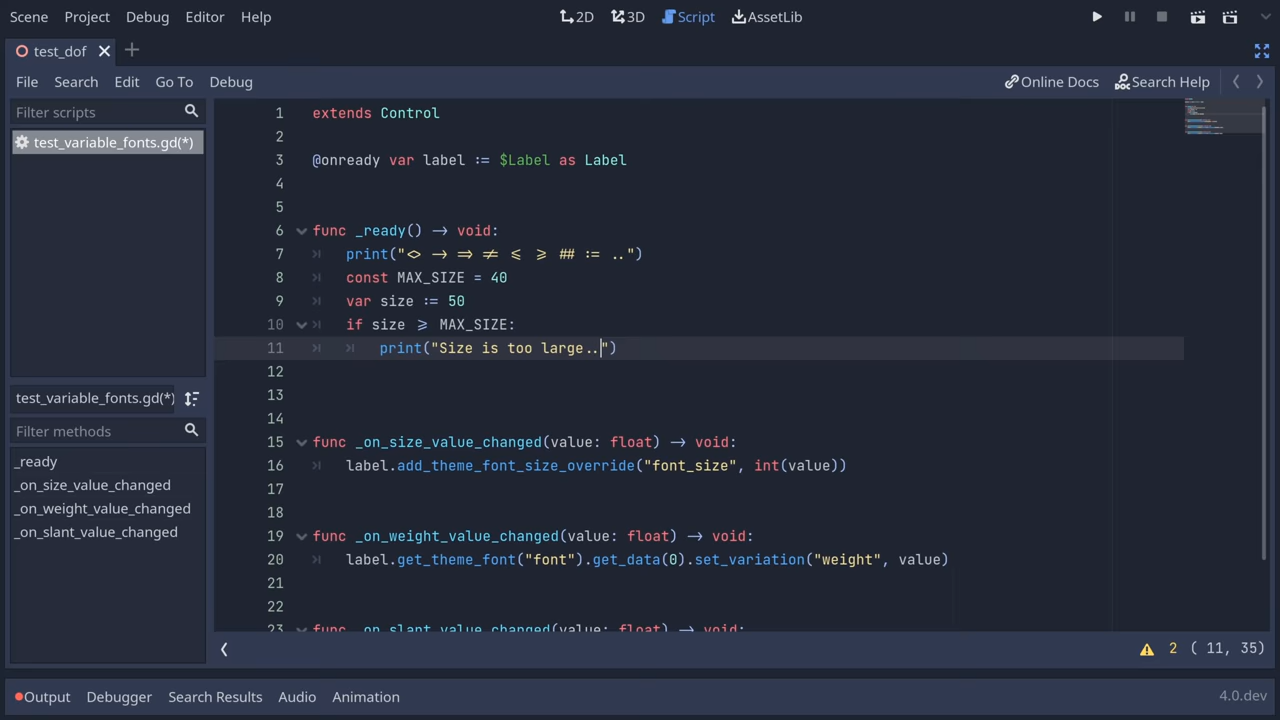 Scene Project Debug Editor Help 2D 3D Script AssetLib
test_dof
File Search Edit Go To Debug Online Docs Search Help
Filter scripts
test_variable_fonts.gd(*)
test_variable_fonts.gd(*)
Filter methods
_ready
_on_size_value_changed
_on_weight_value_changed
_on_slant_value_changed
1 extends Control
2
3 @onready var label := $Label as Label
4
5
6 func _ready() -> void:
7 print("<> -> => != <= >= ## := ..")
8 const MAX_SIZE = 40
9 var size := 50
10 if size >= MAX_SIZE:
11 print("Size is too large..")
12
13
14
15 func _on_size_value_changed(value: float) -> void:
16 label.add_theme_font_size_override("font_size", int(value))
17
18
19 func _on_weight_value_changed(value: float) -> void:
20 label.get_theme_font("font").get_data(0).set_variation("weight", value)
21
22
23 func _on_slant_value_changed(value: float) -> void:
2 ( 11, 35)
Output Debugger Search Results Audio Animation 4.0.dev